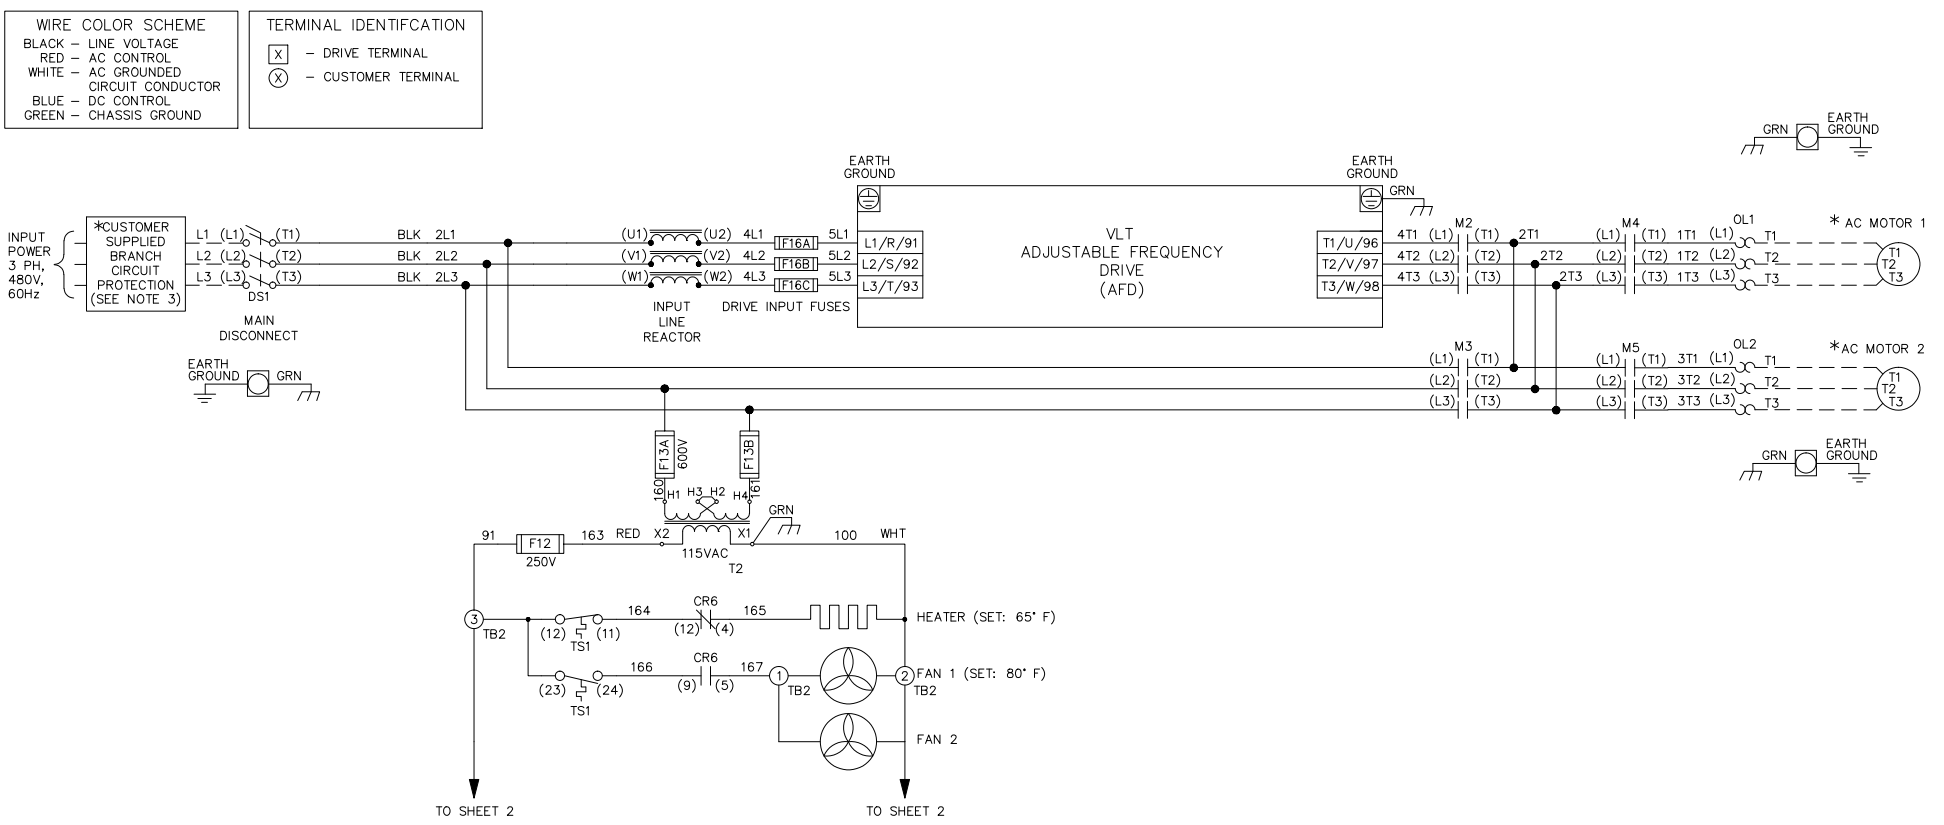 WIRE COLOR SCHEME
BLACK – LINE VOLTAGE
RED – AC CONTROL
WHITE – AC GROUNDED
CIRCUIT CONDUCTOR
BLUE – DC CONTROL
GREEN – CHASSIS GROUND
TERMINAL IDENTIFCATION
X – DRIVE TERMINAL
X – CUSTOMER TERMINAL
GRN
EARTH
GROUND
EARTH
GROUND
EARTH
GROUND
GRN
INPUT
POWER
3 PH,
480V,
60Hz
*CUSTOMER
SUPPLIED
BRANCH
CIRCUIT
PROTECTION
(SEE NOTE 3)
L1 (L1) (T1) BLK 2L1 (U1) (U2) 4L1 F16A 5L1 L1/R/91
L2 (L2) (T2) BLK 2L2 (V1) (V2) 4L2 F16B 5L2 L2/S/92
L3 (L3) (T3) BLK 2L3 (W1) (W2) 4L3 F16C 5L3 L3/T/93
DS1
MAIN
DISCONNECT
INPUT
LINE
REACTOR
DRIVE INPUT FUSES
VLT
ADJUSTABLE FREQUENCY
DRIVE
(AFD)
M2 M4 OL1 * AC MOTOR 1
T1/U/96 4T1 (L1) (T1) 2T1 (L1) (T1) 1T1 (L1) T1 T1
T2/V/97 4T2 (L2) (T2) 2T2 (L2) (T2) 1T2 (L2) T2 T2
T3/W/98 4T3 (L3) (T3) 2T3 (L3) (T3) 1T3 (L3) T3 T3
M3 M5 OL2 *AC MOTOR 2
(L1) (T1) (L1) (T1) 3T1 (L1) T1 T1
(L2) (T2) (L2) (T2) 3T2 (L2) T2 T2
(L3) (T3) (L3) (T3) 3T3 (L3) T3 T3
EARTH
GROUND GRN
GRN
EARTH
GROUND
F13A
600V
F13B
160
161
H1 H3 H2 H4
GRN
91 F12 163 RED X2 X1 100 WHT
250V
115VAC
T2
3
TB2
(12) (11) 164 CR6 165
TS1
(12) (4)
HEATER (SET: 65° F)
(23) (24) 166 CR6 167 1
TS1
(9) (5)
TB2
2 FAN 1 (SET: 80° F)
TB2
FAN 2
TO SHEET 2
TO SHEET 2